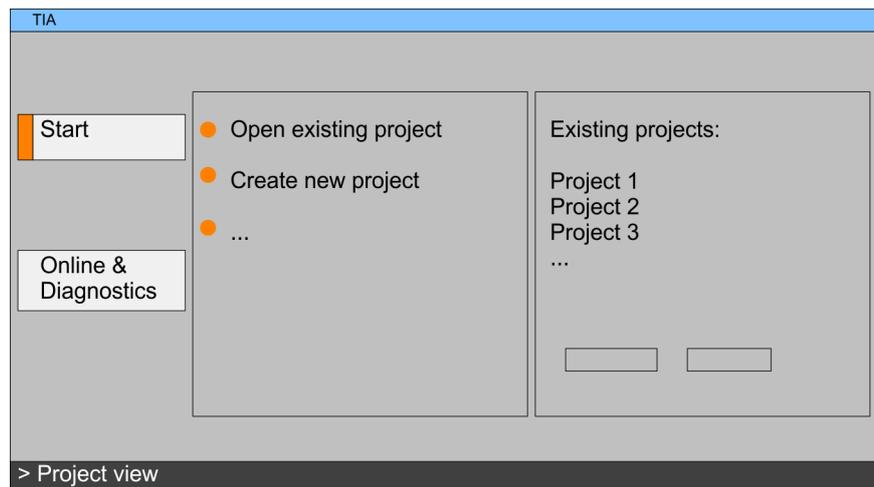 TIA
Start
Online &
Diagnostics
Open existing project
Create new project
...
Existing projects:
Project 1
Project 2
Project 3
...
> Project view